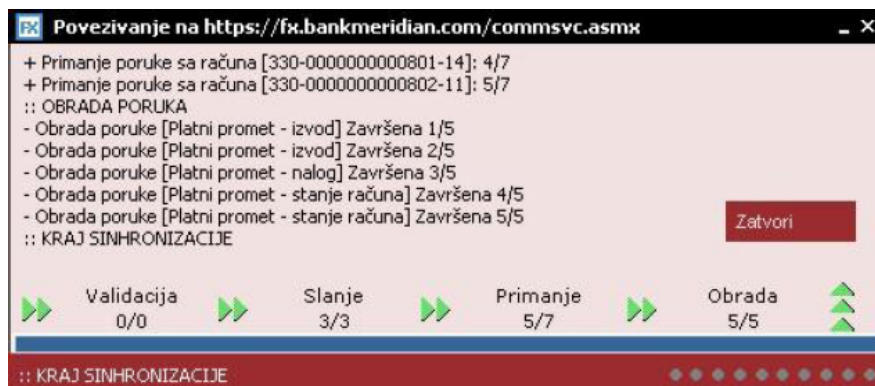 FX Povezivanje na https://fx.bankmeridian.com/commsvc.asmx
+ Primanje poruke sa računa [330-0000000000801-14]: 4/7
+ Primanje poruke sa računa [330-0000000000802-11]: 5/7
:: OBRADA PORUKA
- Obrada poruke [Platni promet - izvod] Završena 1/5
- Obrada poruke [Platni promet - izvod] Završena 2/5
- Obrada poruke [Platni promet - nalog] Završena 3/5
- Obrada poruke [Platni promet - stanje računa] Završena 4/5
- Obrada poruke [Platni promet - stanje računa] Završena 5/5
:: KRAJ SINHRONIZACIJE
Zatvori
Validacija Slanje Primanje Obrada
0/0 3/3 5/7 5/5
:: KRAJ SINHRONIZACIJE